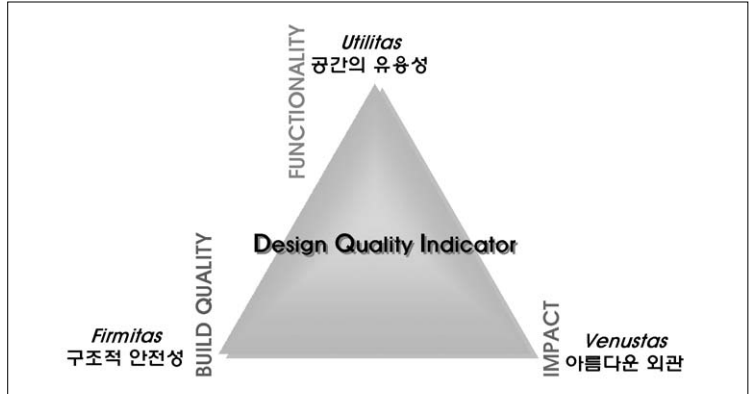 FUNCTIONALITY
Utilitas
공간의 유용성
Design Quality Indicator
BUILD QUALITY
Firmitas
구조적 안전성
IMPACT
Venustas
아름다운 외관